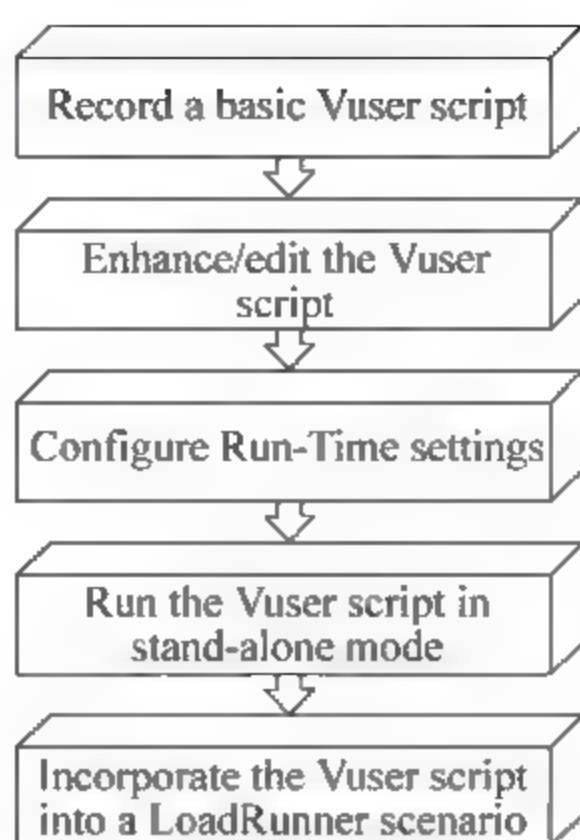 Record a basic Vuser script
Enhance/edit the Vuser
script
Configure Run-Time settings
Run the Vuser script in
stand-alone mode
Incorporate the Vuser script
into a LoadRunner scenario